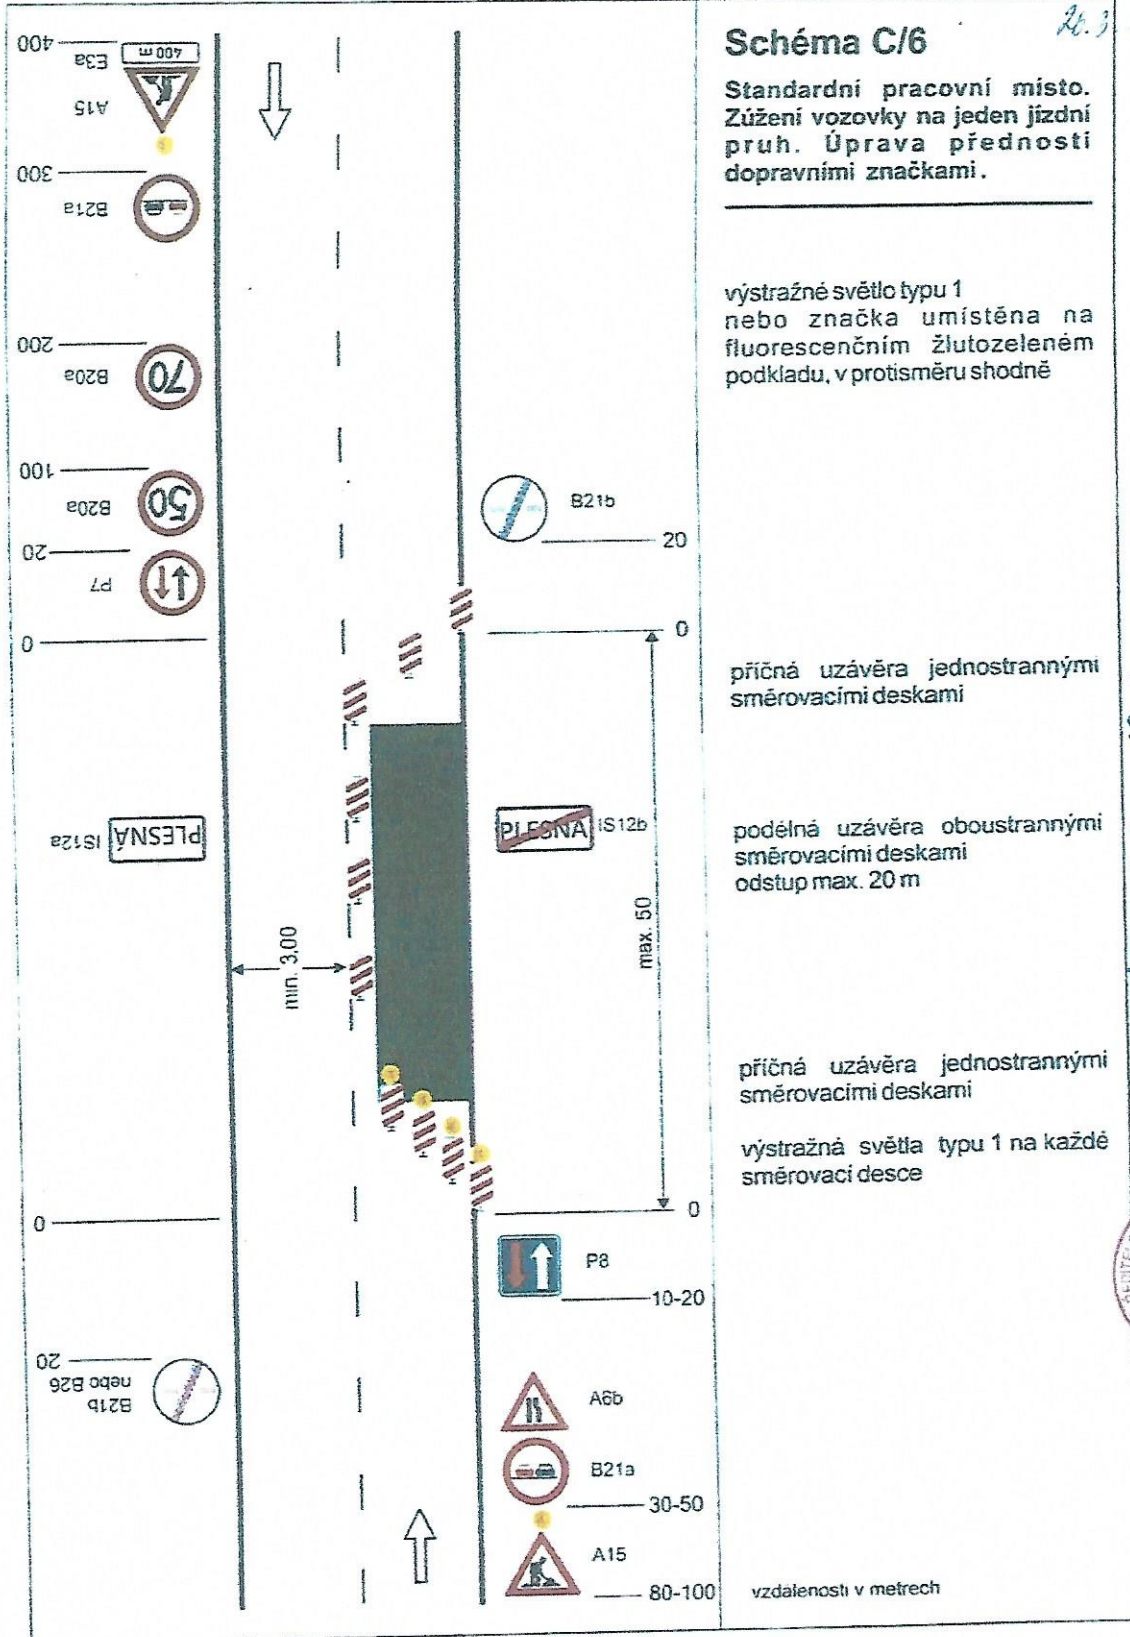 Schéma C/6
Standardní pracovní místo.
Zúžení vozovky na jeden jízdní
pruh. Úprava přednosti
dopravními značkami.
výstražné světlo typu 1
nebo značka umístěna na
fluorescenčním žlutozeleném
podkladu, v protisměru shodně
příčná uzávěra jednostrannými
směrovacími deskami
podélná uzávěra oboustrannými
směrovacími deskami
odstup max. 20 m
příčná uzávěra jednostrannými
směrovacími deskami
výstražná světla typu 1 na každé
směrovací desce
vzdálenosti v metrech
400
E3a
400 m
A15
300
B21a
200
B20a
70
100
B20a
50
20
P7
0
IS12a
PLESNÁ
min. 3,00
0
20
B21b
nebo B26
B21b
20
0
PLESNÁ
IS12b
max. 50
0
P8
10-20
A6b
B21a
30-50
A15
80-100